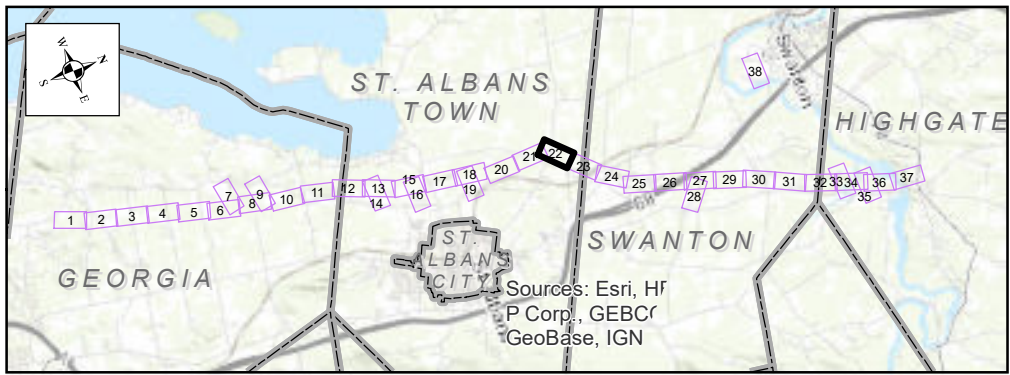 W
N
S
E
ST. ALBANS
TOWN
38
Swanton
HIGHGATE
1 2 3 4 5 6 7 8 9 10 11 12 13 14 15 16 17 18 19 20 21 22 23 24 25 26 27 28 29 30 31 32 33 34 35 36 37
GEORGIA
ST.
ALBANS
CITY
SWANTON
Sources: Esri, HE
P Corp., GEBCO
GeoBase, IGN